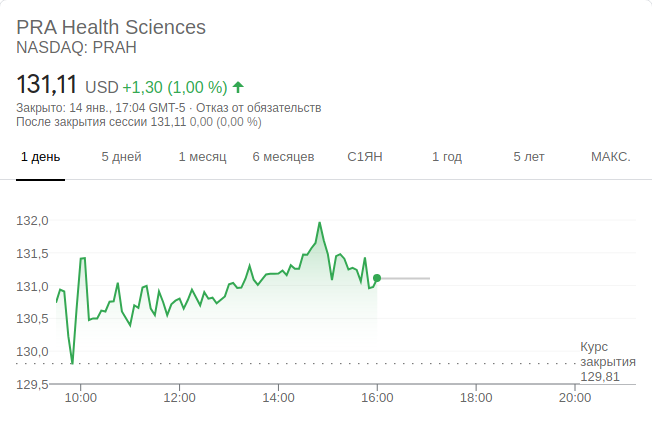 PRA Health Sciences
NASDAQ: PRAH
131,11 USD +1,30 (1,00 %)
Закрыто: 14 янв., 17:04 GMT-5 · Отказ от обязательств
После закрытия сессии 131,11 0,00 (0,00 %)
1 день 5 дней 1 месяц 6 месяцев С1ЯН 1 год 5 лет МАКС.
132,0
131,5
131,0
130,5
130,0
Курс
закрытия
129,81
129,5
10:00 12:00 14:00 16:00 18:00 20:00